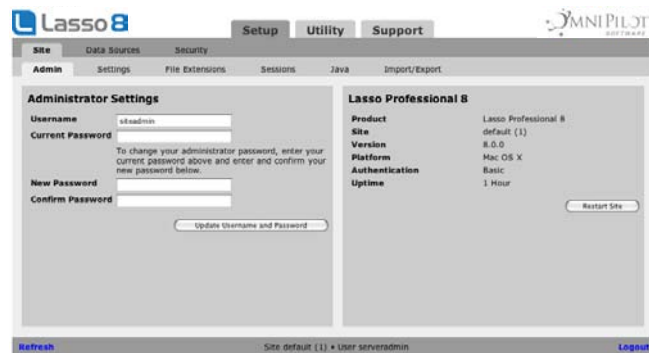 Lasso 8
Setup Utility Support
OMNIPILOT
SOFTWARE
Site Data Sources Security
Admin Settings File Extensions Sessions Java Import/Export
Administrator Settings
Username siteadmin
Current Password
To change your administrator password, enter your
current password above and enter and confirm your
new password below.
New Password
Confirm Password
Update Username and Password
Lasso Professional 8
Product Lasso Professional 8
Site default (1)
Version 8.0.0
Platform Mac OS X
Authentication Basic
Uptime 1 Hour
Restart Site
Refresh Site default (1) • User serveradmin Logout